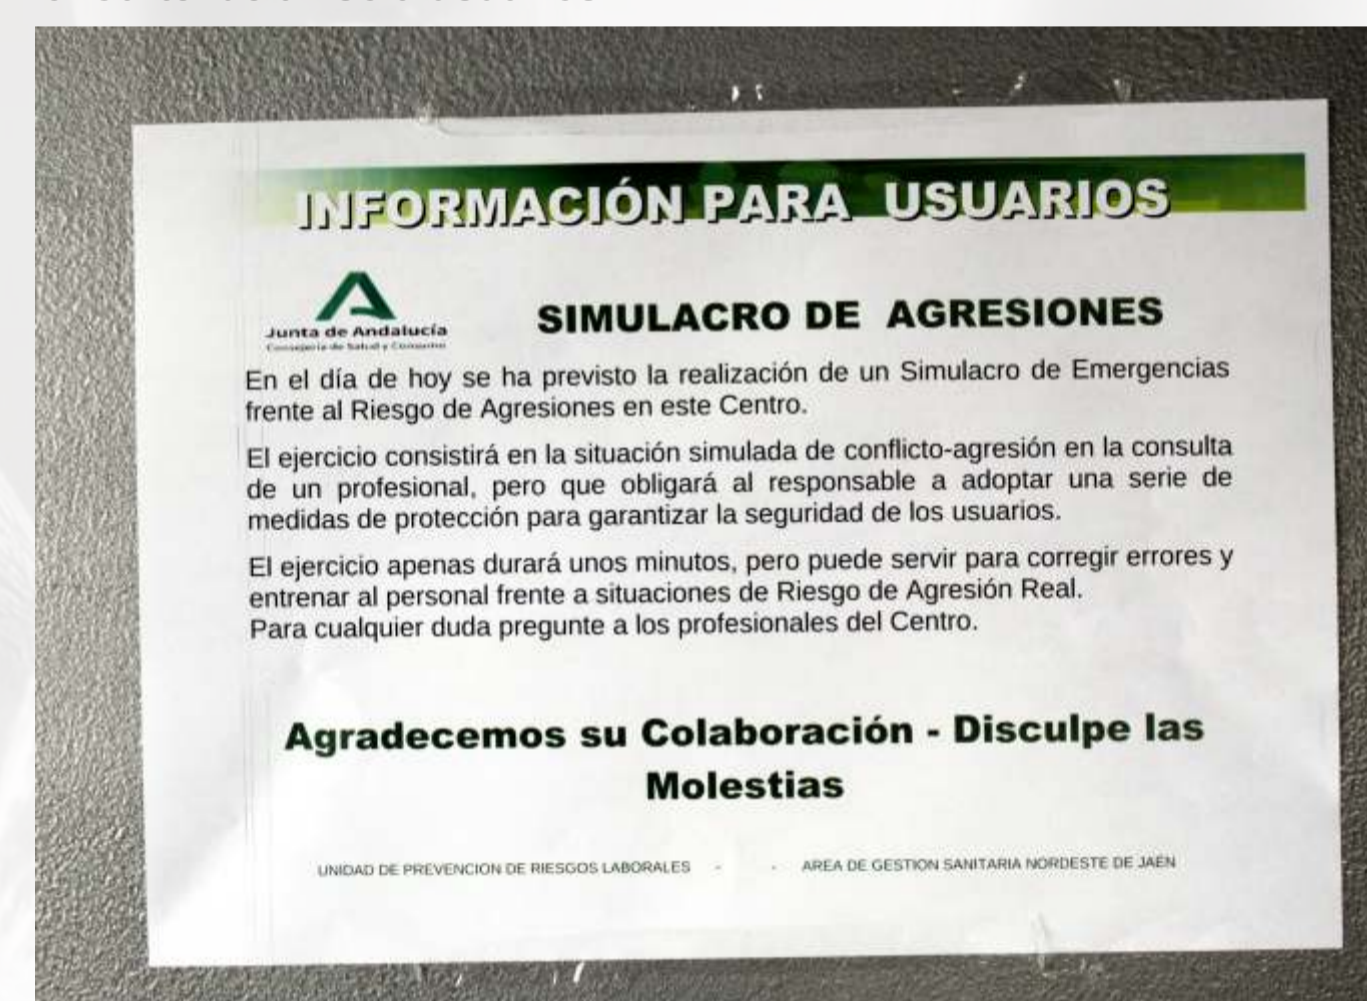 INFORMACIÓN PARA USUARIOS
Junta de Andalucía
Consejería de Salud y Consumo
SIMULACRO DE AGRESIONES
En el día de hoy se ha previsto la realización de un Simulacro de Emergencias
frente al Riesgo de Agresiones en este Centro.
El ejercicio consistirá en la situación simulada de conflicto-agresión en la consulta
de un profesional, pero que obligará al responsable a adoptar una serie de
medidas de protección para garantizar la seguridad de los usuarios.
El ejercicio apenas durará unos minutos, pero puede servir para corregir errores y
entrenar al personal frente a situaciones de Riesgo de Agresión Real.
Para cualquier duda pregunte a los profesionales del Centro.
Agradecemos su Colaboración - Disculpe las
Molestias
UNIDAD DE PREVENCION DE RIESGOS LABORALES - - AREA DE GESTION SANITARIA NORDESTE DE JAEN